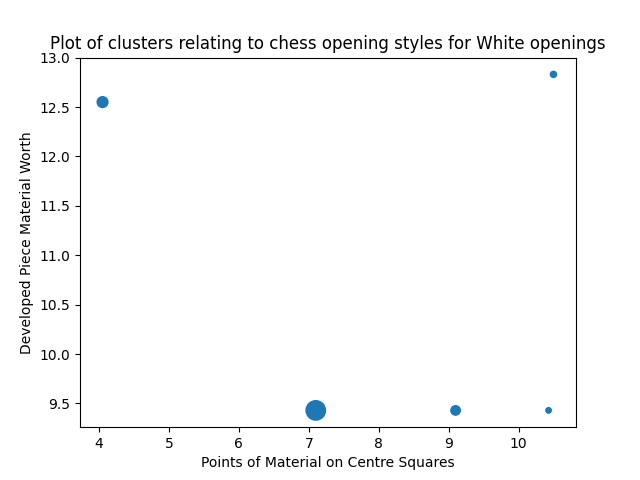 Plot of clusters relating to chess opening styles for White openings
13.0
12.5
12.0
11.5
11.0
10.5
10.0
9.5
Developed Piece Material Worth
4 5 6 7 8 9 10
Points of Material on Centre Squares